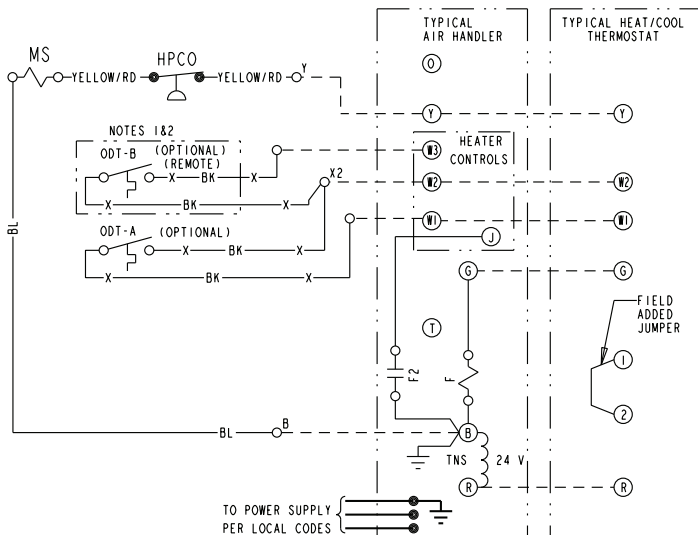 TYPICAL
AIR HANDLER
TYPICAL HEAT/COOL
THERMOSTAT
MS
HPCO
YELLOW/RD
YELLOW/RD
Y
O
Y
Y
NOTES 1&2
ODT-B
(OPTIONAL)
(REMOTE)
X
BK
X
X
BK
X
X2
W3
HEATER
CONTROLS
W2
W2
ODT-A
(OPTIONAL)
X
BK
X
X
BK
X
W1
W1
J
BL
G
G
T
FIELD
ADDED
JUMPER
1
2
F2
F
BL
B
B
TNS
24 V
R
R
TO POWER SUPPLY
PER LOCAL CODES